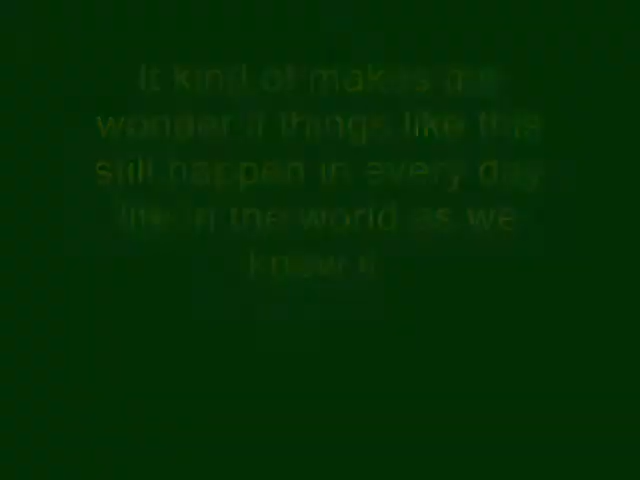 It kind of makes me
wonder if things like this
still happen in every day
life in the world as we
know it